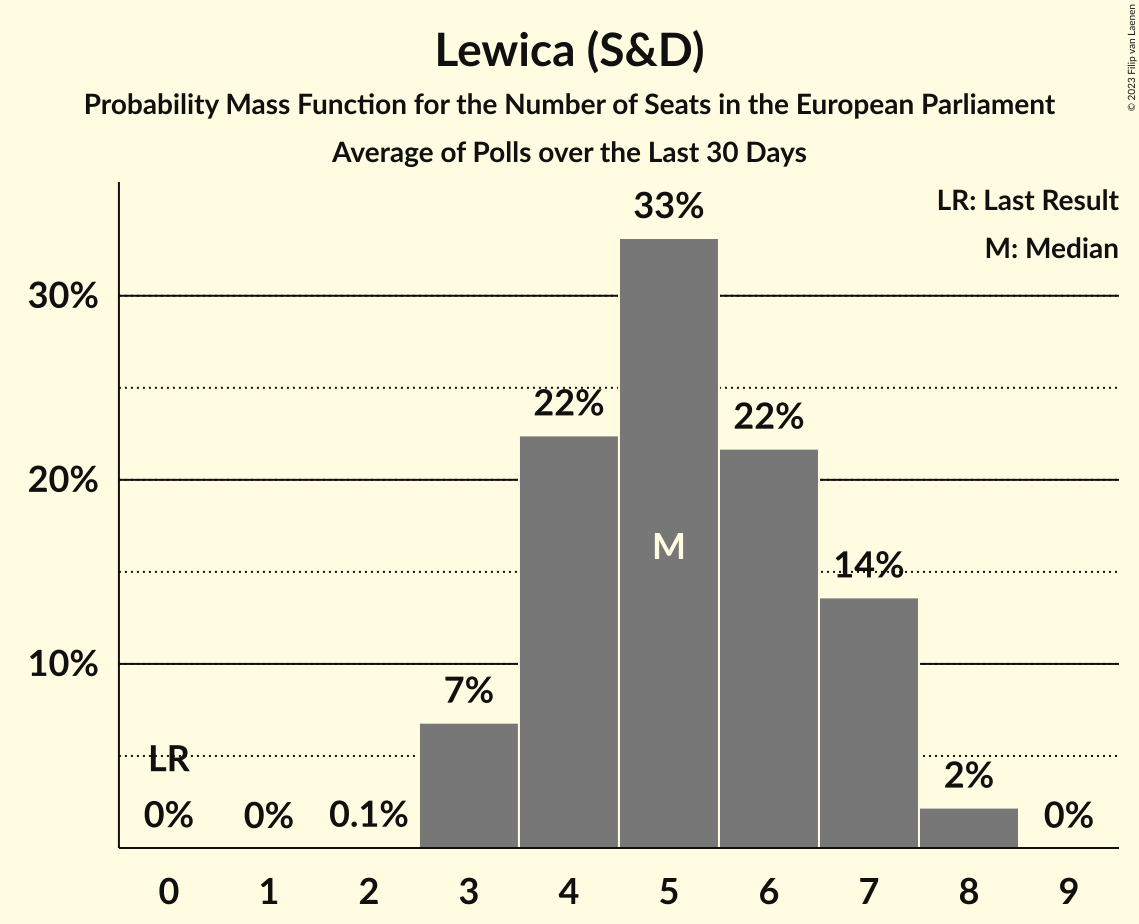 Lewica (S&D)
Probability Mass Function for the Number of Seats in the European Parliament
Average of Polls over the Last 30 Days
© 2023 Filip van Laenen
LR: Last Result
M: Median
30%
20%
10%
LR
0%
0%
0.1%
7%
22%
33%
M
22%
14%
2%
0%
0 1 2 3 4 5 6 7 8 9